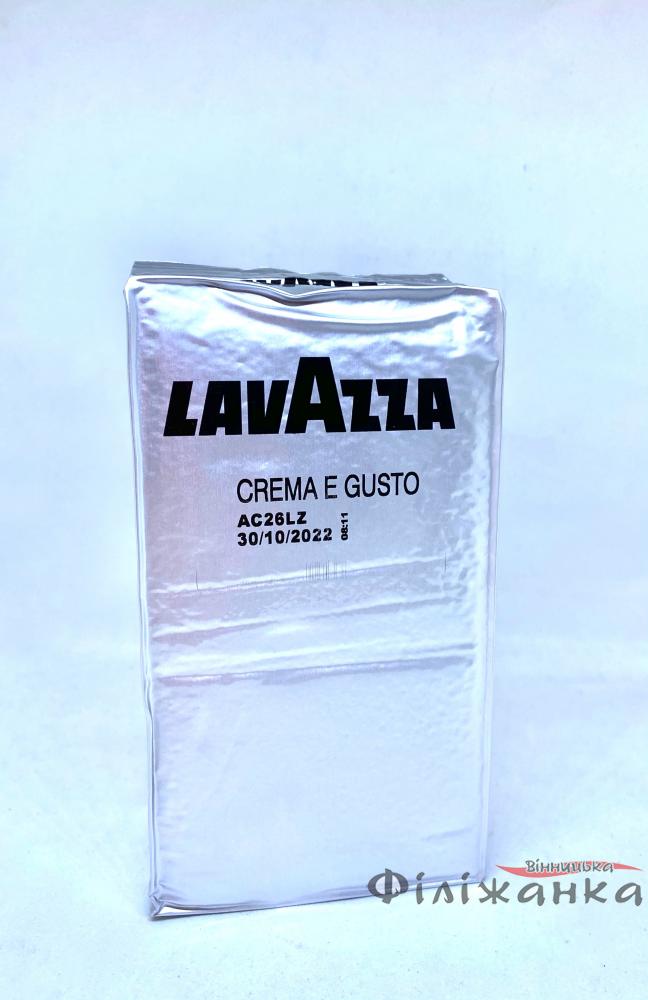 LAVAZZA
CREMA E GUSTO
AC26LZ
30/10/2022 08:11
Вінницька
Філіжанка